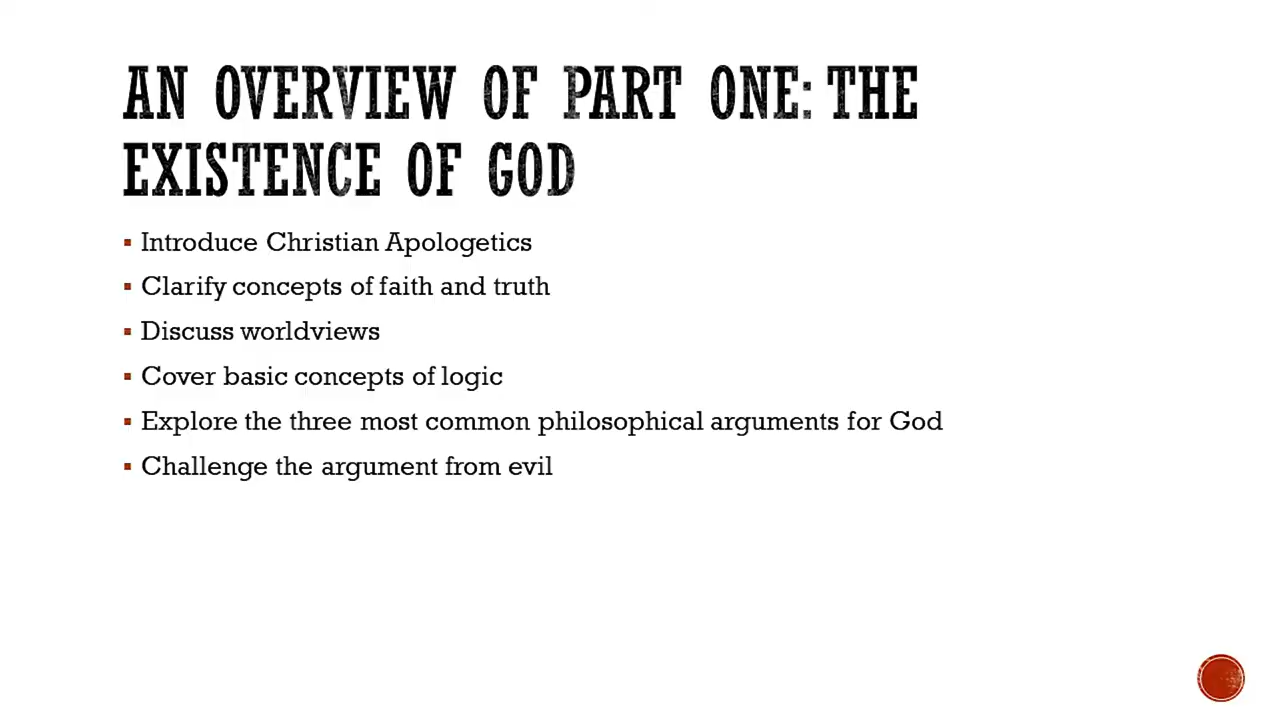 AN OVERVIEW OF PART ONE: THE
EXISTENCE OF GOD
▪ Introduce Christian Apologetics
▪ Clarify concepts of faith and truth
▪ Discuss worldviews
▪ Cover basic concepts of logic
▪ Explore the three most common philosophical arguments for God
▪ Challenge the argument from evil